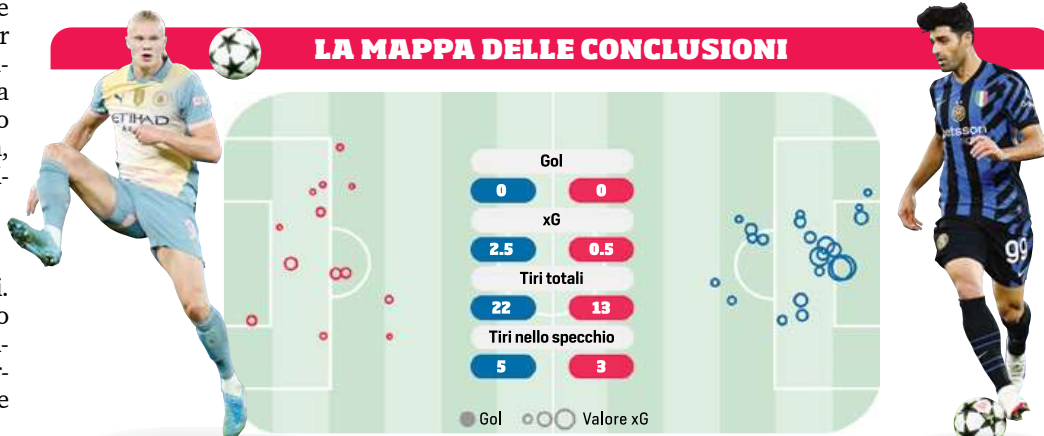 LA MAPPA DELLE CONCLUSIONI
Gol
0 0
xG
2.5 0.5
Tiri totali
22 13
Tiri nello specchio
5 3
Gol Valore xG
ETIHAD
betsson
99
e
r
a
o
i.
o
e